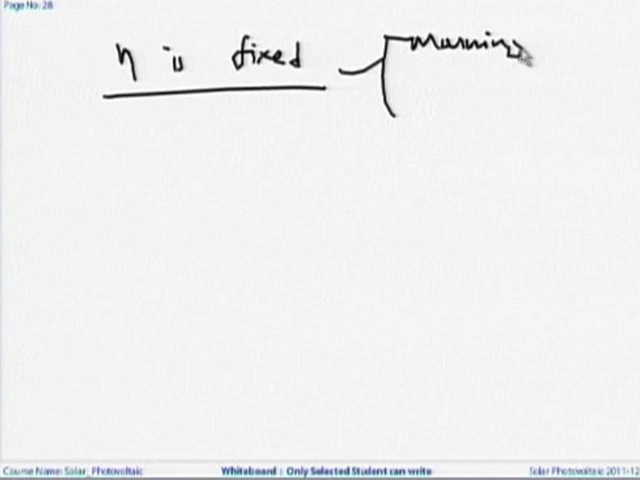 Page No: 28
η is fixed
Morning
Course Name: Solar_Photovoltaic
Whiteboard : Only Selected Student can write
Solar Photovoltaic 2011-12